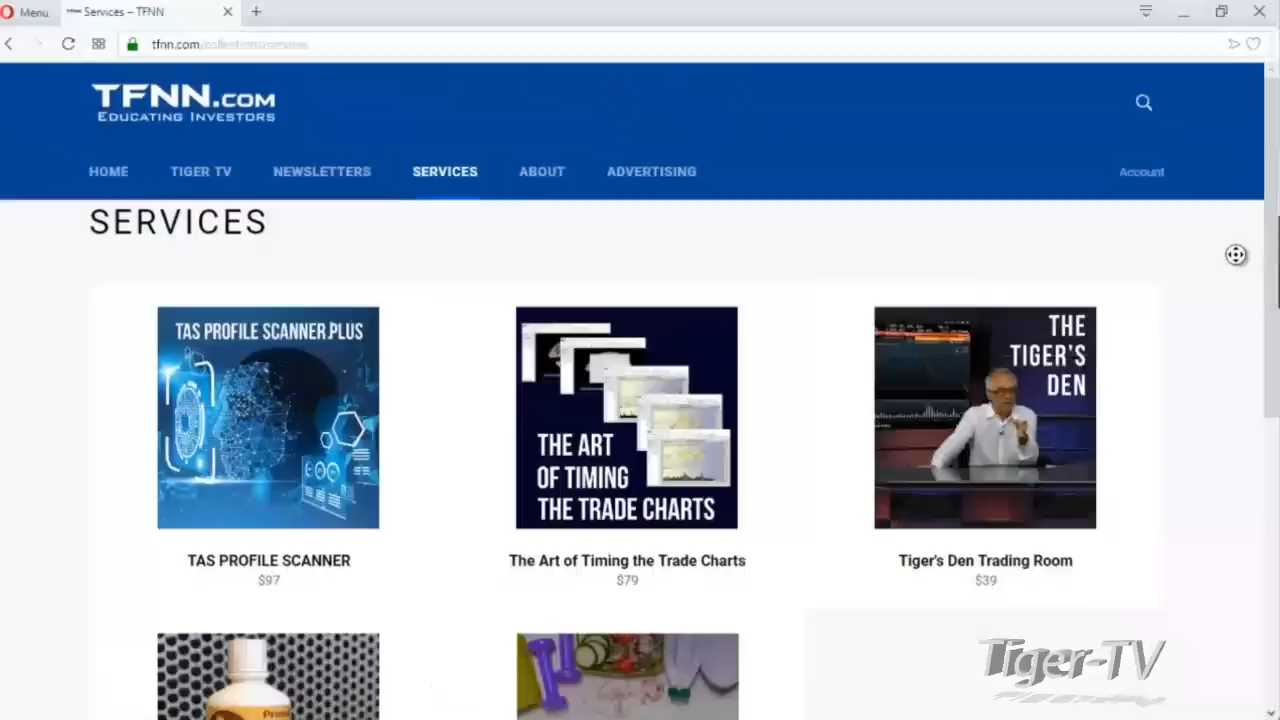 Menu
Services – TFNN
tfnn.com/collections/services
TFNN.COM
EDUCATING INVESTORS
HOME TIGER TV NEWSLETTERS SERVICES ABOUT ADVERTISING Account
SERVICES
TAS PROFILE SCANNER PLUS
THE ART
OF TIMING
THE TRADE CHARTS
THE
TIGER'S
DEN
TAS PROFILE SCANNER
$97
The Art of Timing the Trade Charts
$79
Tiger's Den Trading Room
$39
Tiger-TV